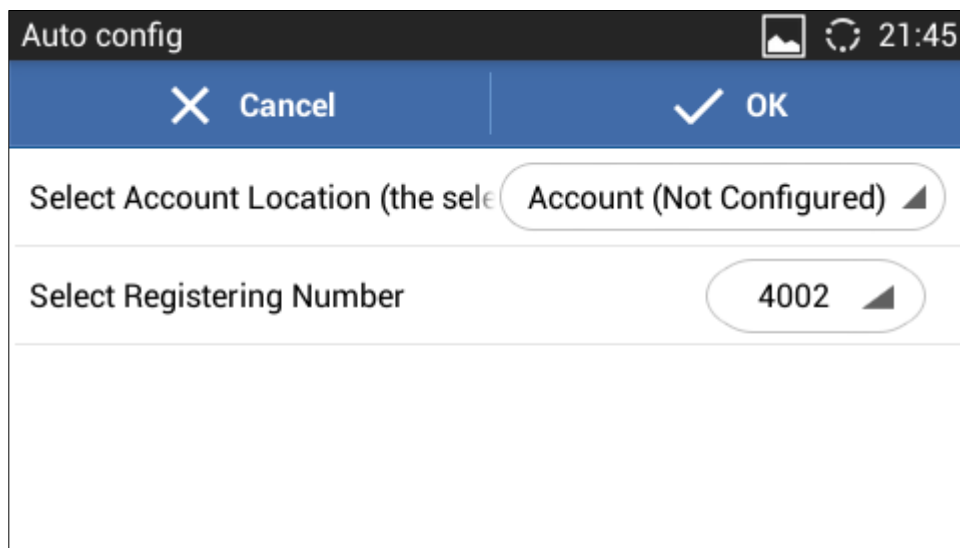 Auto config 21:45
Cancel OK
Select Account Location (the sele Account (Not Configured)
Select Registering Number 4002